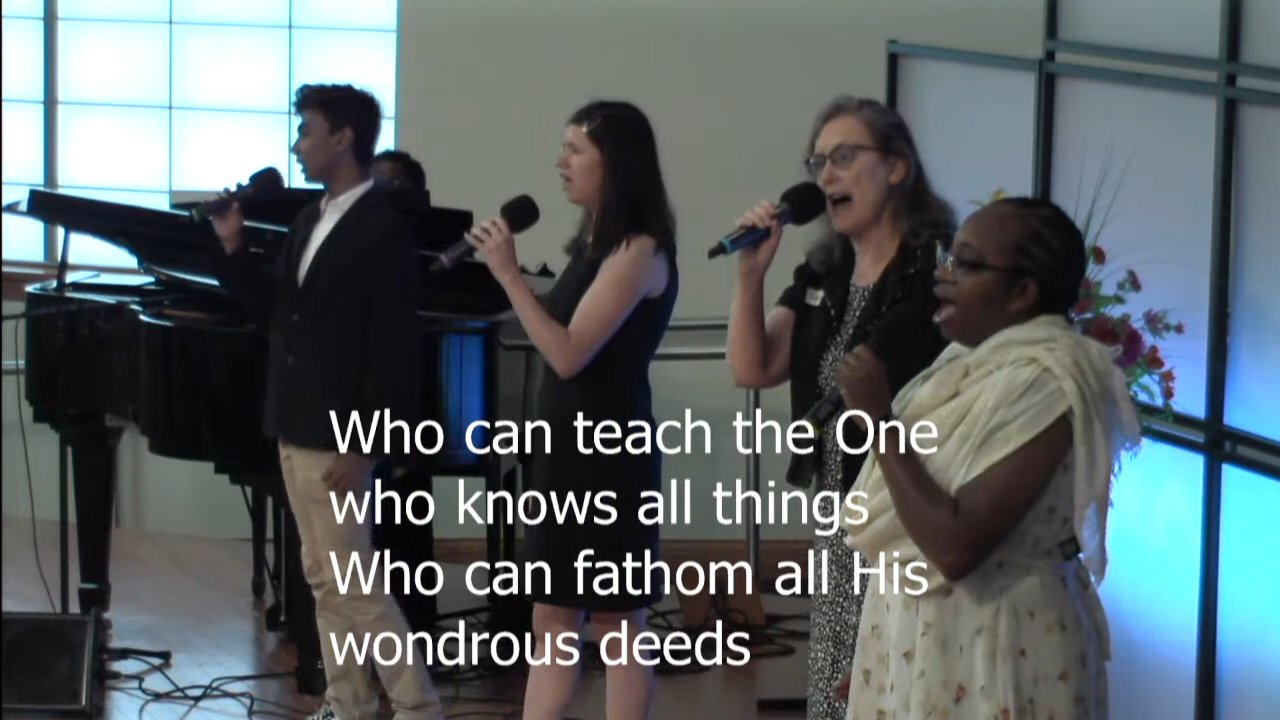 Who can teach the One
who knows all things
Who can fathom all His
wondrous deeds